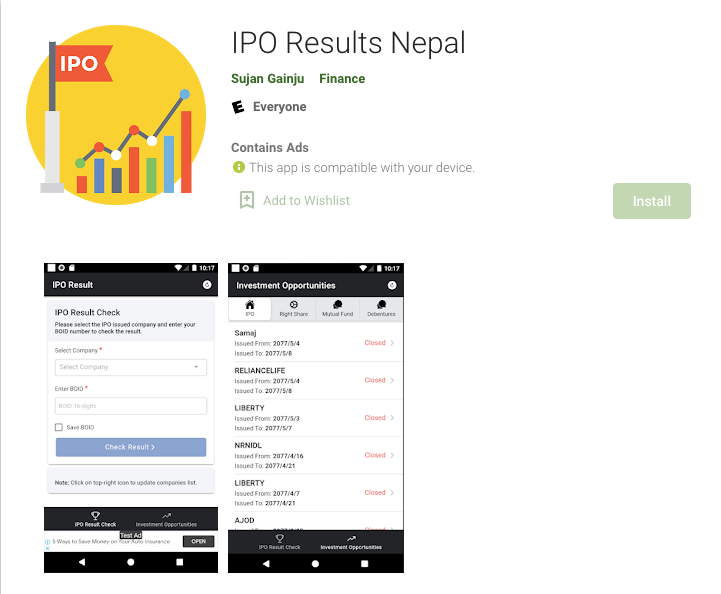 IPO
IPO Results Nepal
Sujan Gainju Finance
Everyone
Contains Ads
This app is compatible with your device.
Add to Wishlist
Install
10:17
IPO Result
IPO Result Check
Please select the IPO issued company and enter your
BOID number to check the result.
Select Company *
Select Company
Enter BOID *
BOID 16-digits
Save BOID
Check Result >
Note: Click on top-right icon to update companies list.
IPO Result Check Investment Opportunities
Test Ad
5 Ways to Save Money on Your Auto Insurance OPEN
10:17
Investment Opportunities
IPO Right Share Mutual Fund Debentures
Samaj
Issued From: 2077/5/4 Closed
Issued To: 2077/5/8
RELIANCELIFE
Issued From: 2077/5/4 Closed
Issued To: 2077/5/8
LIBERTY
Issued From: 2077/5/3 Closed
Issued To: 2077/5/7
NRNIDL
Issued From: 2077/4/16 Closed
Issued To: 2077/4/21
LIBERTY
Issued From: 2077/4/7 Closed
Issued To: 2077/4/21
AJOD
IPO Result Check Investment Opportunities